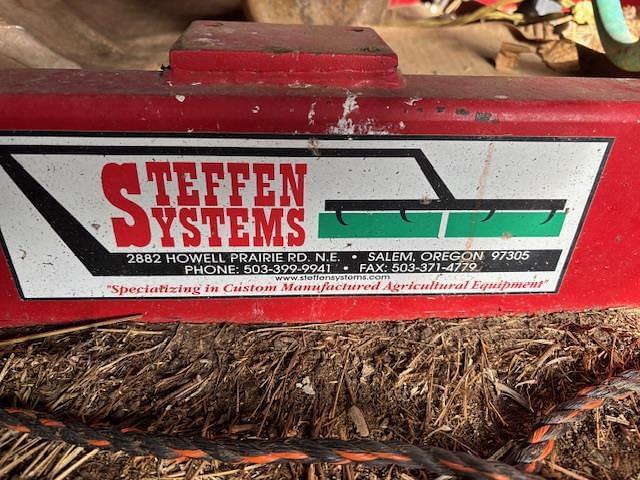 STEFFEN
SYSTEMS
2882 HOWELL PRAIRIE RD. N.E. • SALEM, OREGON 97305
PHONE: 503-399-9941 • FAX: 503-371-4779
www.steffensystems.com
"Specializing in Custom Manufactured Agricultural Equipment"